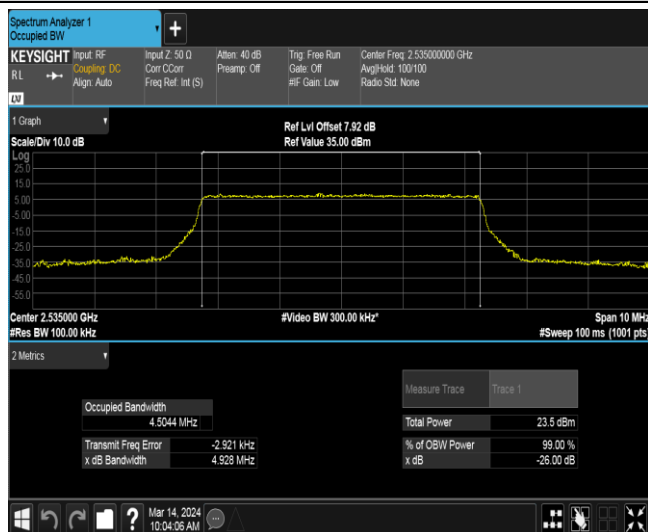 Spectrum Analyzer 1
Occupied BW
+
KEYSIGHT
RL
LXI
Input: RF
Coupling: DC
Align: Auto
Input Z: 50 Ω
Corr CCorr
Freq Ref: Int (S)
Atten: 40 dB
Preamp: Off
Trig: Free Run
Gate: Off
#IF Gain: Low
Center Freq: 2.535000000 GHz
Avg|Hold: 100/100
Radio Std: None
1 Graph
Scale/Div 10.0 dB
Ref Lvl Offset 7.92 dB
Ref Value 35.00 dBm
Log
25.0
15.0
5.00
-5.00
-15.0
-25.0
-35.0
-45.0
-55.0
Center 2.535000 GHz
#Res BW 100.00 kHz
#Video BW 300.00 kHz*
Span 10 MHz
#Sweep 100 ms (1001 pts)
2 Metrics
Measure Trace Trace 1
Occupied Bandwidth
4.5044 MHz
Total Power 23.5 dBm
Transmit Freq Error -2.921 kHz
% of OBW Power 99.00 %
x dB Bandwidth 4.928 MHz
x dB -26.00 dB
?
Mar 14, 2024
10:04:06 AM